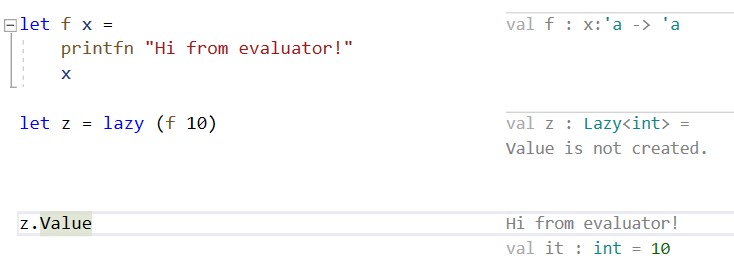 let f x =
val f : x:'a -> 'a
printfn "Hi from evaluator!"
x
let z = lazy (f 10)
val z : Lazy<int> =
Value is not created.
z.Value
Hi from evaluator!
val it : int = 10